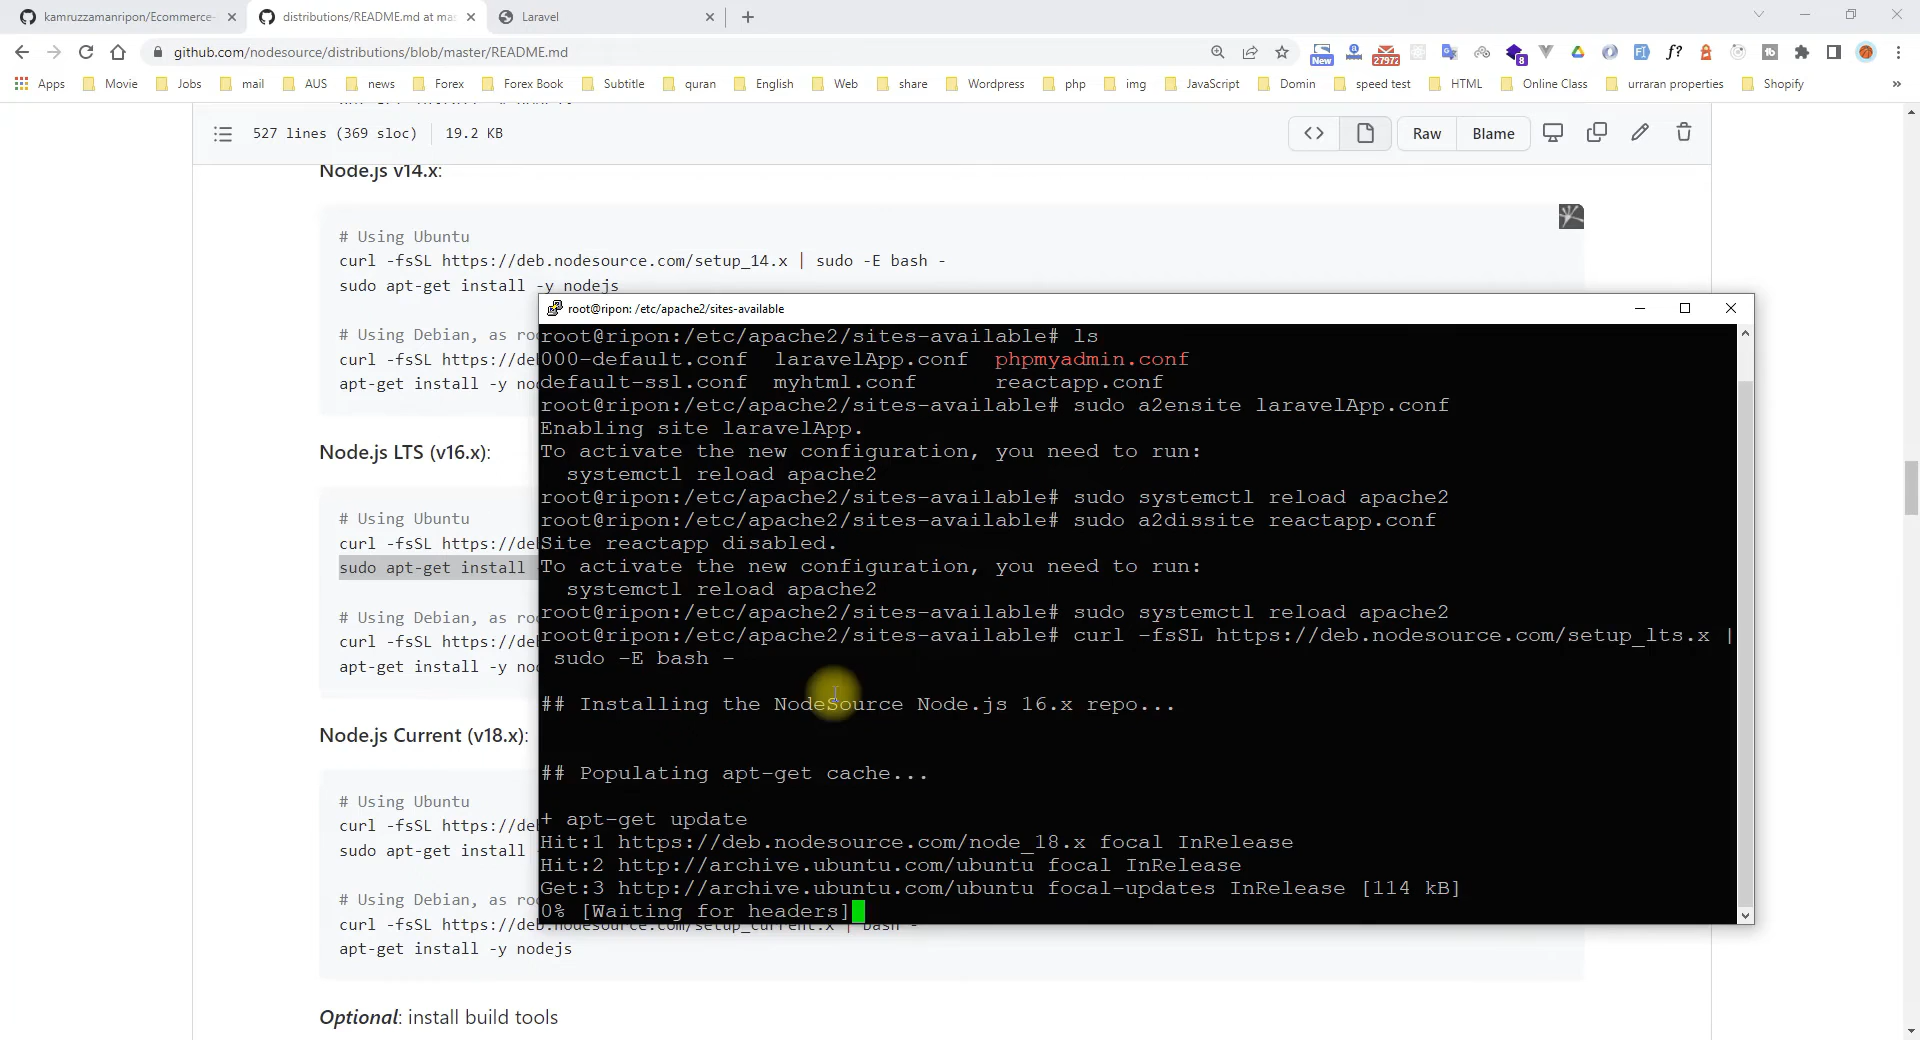 kamruzzamanripon/Ecommerce-
distributions/README.md at mas
Laravel
github.com/nodesource/distributions/blob/master/README.md
New
27972
8
Apps
Movie
Jobs
mail
AUS
news
Forex
Forex Book
Subtitle
quran
English
Web
share
Wordpress
php
img
JavaScript
Domin
speed test
HTML
Online Class
urraran properties
Shopify
»
527 lines (369 sloc)
19.2 KB
Raw
Blame
Node.js v14.x:
# Using Ubuntu
curl -fsSL https://deb.nodesource.com/setup_14.x | sudo -E bash -
sudo apt-get install -y nodejs
# Using Debian, as ro
curl -fsSL https://de
apt-get install -y no
Node.js LTS (v16.x):
# Using Ubuntu
curl -fsSL https://de
sudo apt-get install
# Using Debian, as ro
curl -fsSL https://de
apt-get install -y no
Node.js Current (v18.x):
# Using Ubuntu
curl -fsSL https://de
sudo apt-get install
# Using Debian, as ro
curl -fsSL https://deb.nodesource.com/setup_current.x | bash -
apt-get install -y nodejs
Optional: install build tools
root@ripon: /etc/apache2/sites-available
root@ripon:/etc/apache2/sites-available# ls
000-default.conf laravelApp.conf phpmyadmin.conf
default-ssl.conf myhtml.conf reactapp.conf
root@ripon:/etc/apache2/sites-available# sudo a2ensite laravelApp.conf
Enabling site laravelApp.
To activate the new configuration, you need to run:
systemctl reload apache2
root@ripon:/etc/apache2/sites-available# sudo systemctl reload apache2
root@ripon:/etc/apache2/sites-available# sudo a2dissite reactapp.conf
Site reactapp disabled.
To activate the new configuration, you need to run:
systemctl reload apache2
root@ripon:/etc/apache2/sites-available# sudo systemctl reload apache2
root@ripon:/etc/apache2/sites-available# curl -fsSL https://deb.nodesource.com/setup_lts.x |
sudo -E bash -
## Installing the NodeSource Node.js 16.x repo...
## Populating apt-get cache...
+ apt-get update
Hit:1 https://deb.nodesource.com/node_18.x focal InRelease
Hit:2 http://archive.ubuntu.com/ubuntu focal InRelease
Get:3 http://archive.ubuntu.com/ubuntu focal-updates InRelease [114 kB]
0% [Waiting for headers]